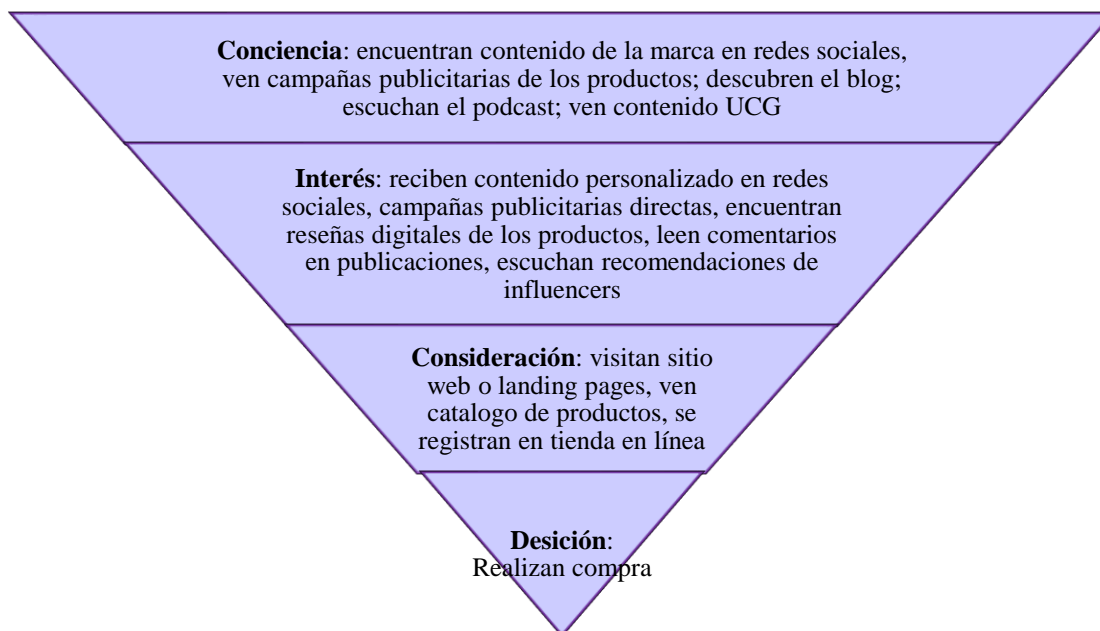 Conciencia: encuentran contenido de la marca en redes sociales,
ven campañas publicitarias de los productos; descubren el blog;
escuchan el podcast; ven contenido UCG
Interés: reciben contenido personalizado en redes
sociales, campañas publicitarias directas, encuentran
reseñas digitales de los productos, leen comentarios
en publicaciones, escuchan recomendaciones de
influencers
Consideración: visitan sitio
web o landing pages, ven
catalogo de productos, se
registran en tienda en línea
Desición:
Realizan compra